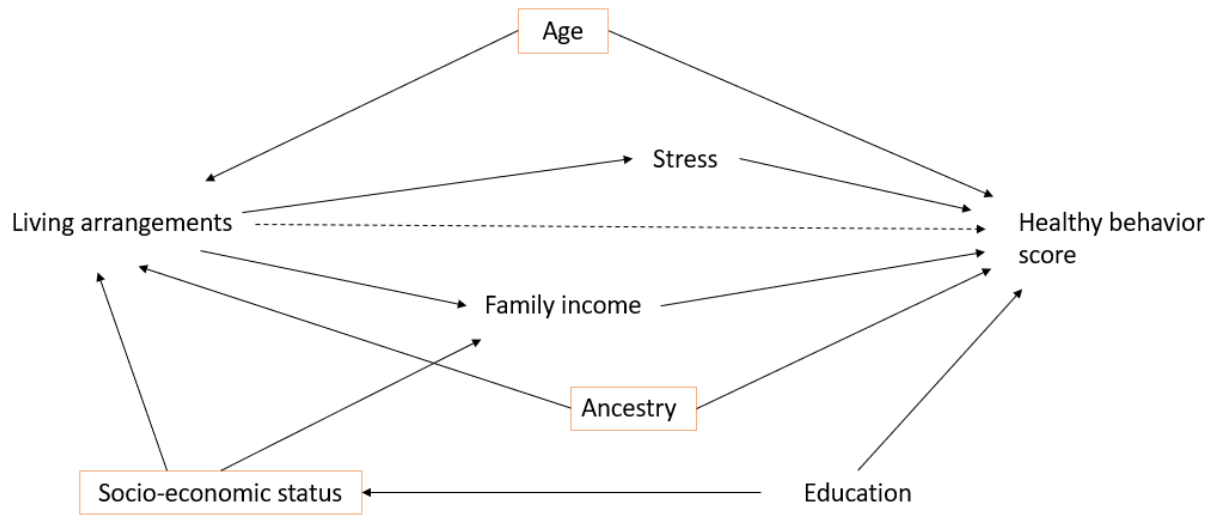 Age
Stress
Living arrangements
Healthy behavior
score
Family income
Ancestry
Socio-economic status
Education